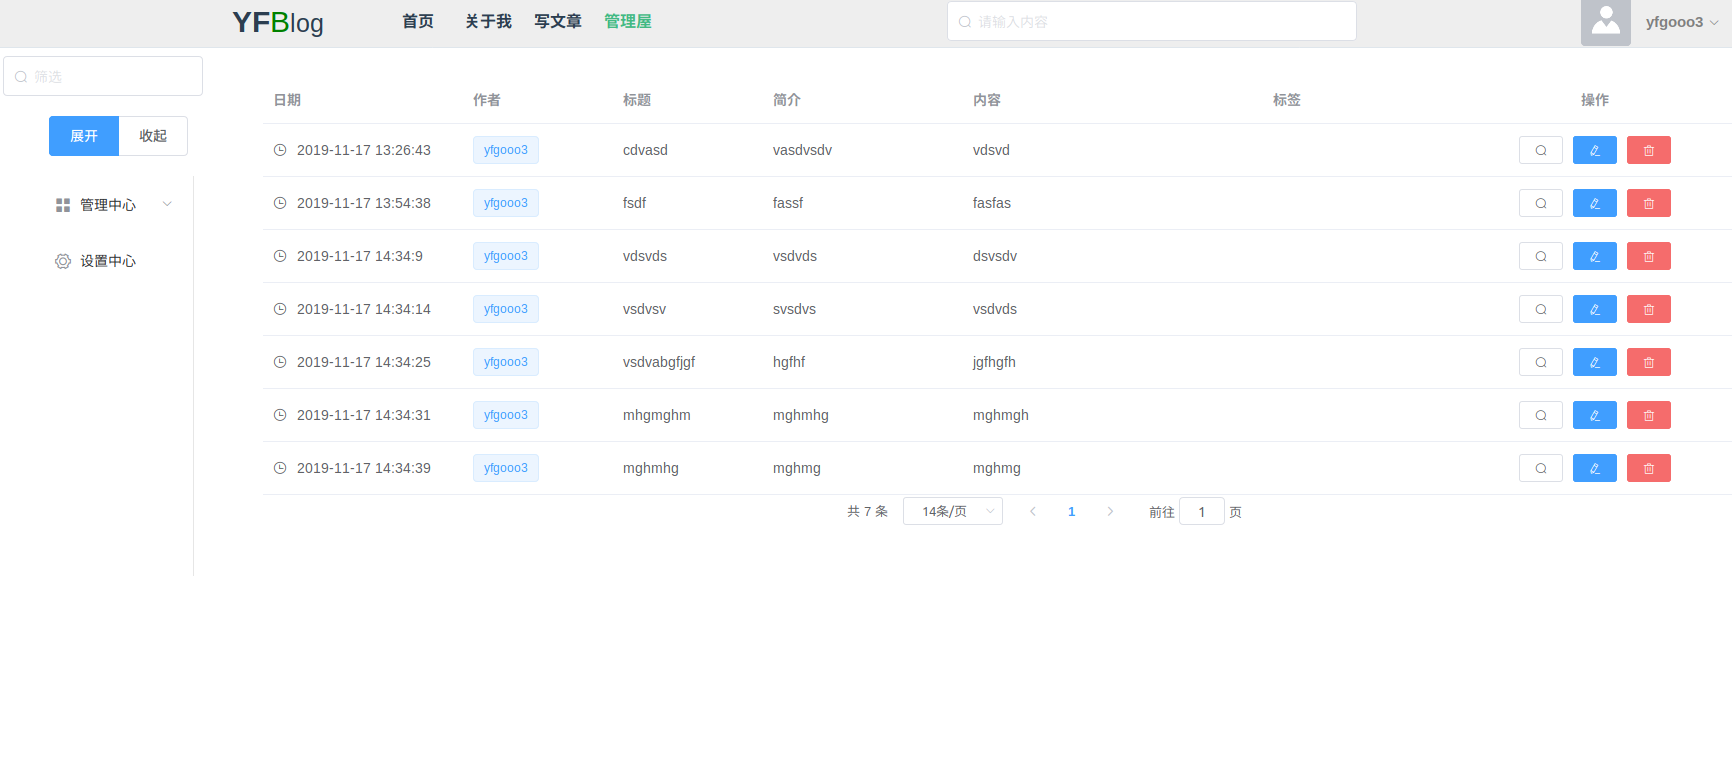 YFBlog 首页 关于我 写文章 管理屋 请输入内容 yfgooo3
筛选
展开 收起
管理中心
设置中心
日期 作者 标题 简介 内容 标签 操作
2019-11-17 13:26:43 yfgooo3 cdvasd vasdvsdv vdsvd
2019-11-17 13:54:38 yfgooo3 fsdf fassf fasfas
2019-11-17 14:34:9 yfgooo3 vdsvds vsdvds dsvsdv
2019-11-17 14:34:14 yfgooo3 vsdvsv svsdvs vsdvds
2019-11-17 14:34:25 yfgooo3 vsdvabgfjgf hgfhf jgfhgfh
2019-11-17 14:34:31 yfgooo3 mhgmghm mghmhg mghmgh
2019-11-17 14:34:39 yfgooo3 mghmhg mghmg mghmg
共 7 条 14条/页 1 前往 1 页